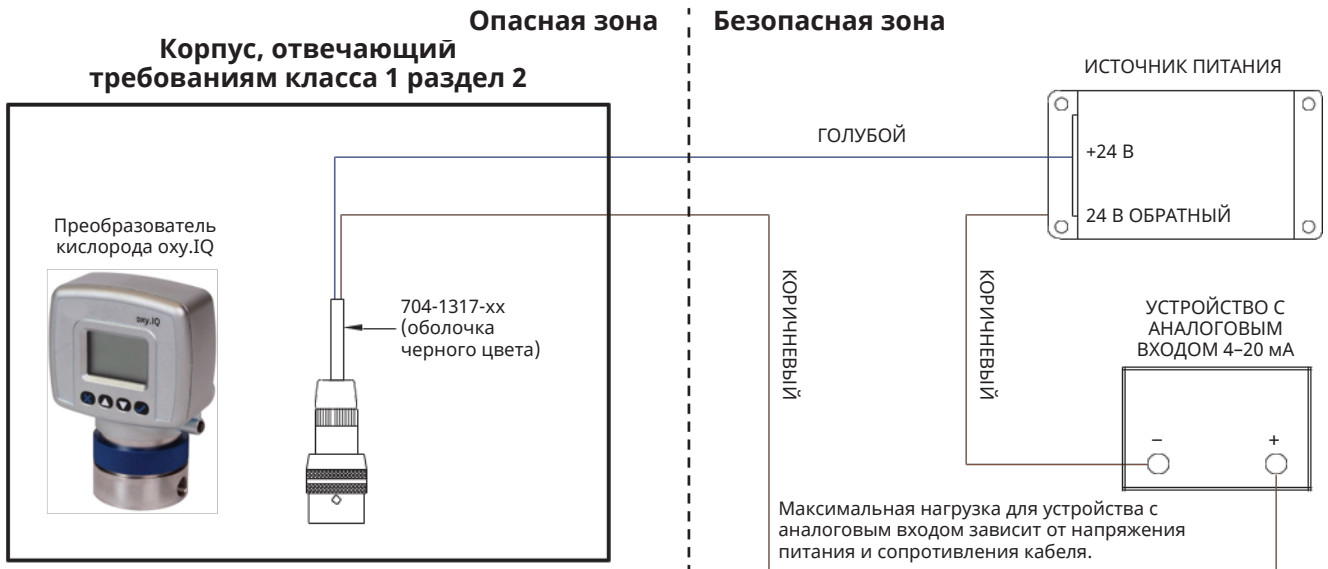 Опасная зона
Безопасная зона
Корпус, отвечающий
требованиям класса 1 раздел 2
ИСТОЧНИК ПИТАНИЯ
ГОЛУБОЙ
+24 В
24 В ОБРАТНЫЙ
Преобразователь
кислорода oxy.IQ
oxy.IQ
704-1317-xx
(оболочка
черного цвета)
КОРИЧНЕВЫЙ
КОРИЧНЕВЫЙ
УСТРОЙСТВО С
АНАЛОГОВЫМ
ВХОДОМ 4–20 мА
– +
Максимальная нагрузка для устройства с
аналоговым входом зависит от напряжения
питания и сопротивления кабеля.